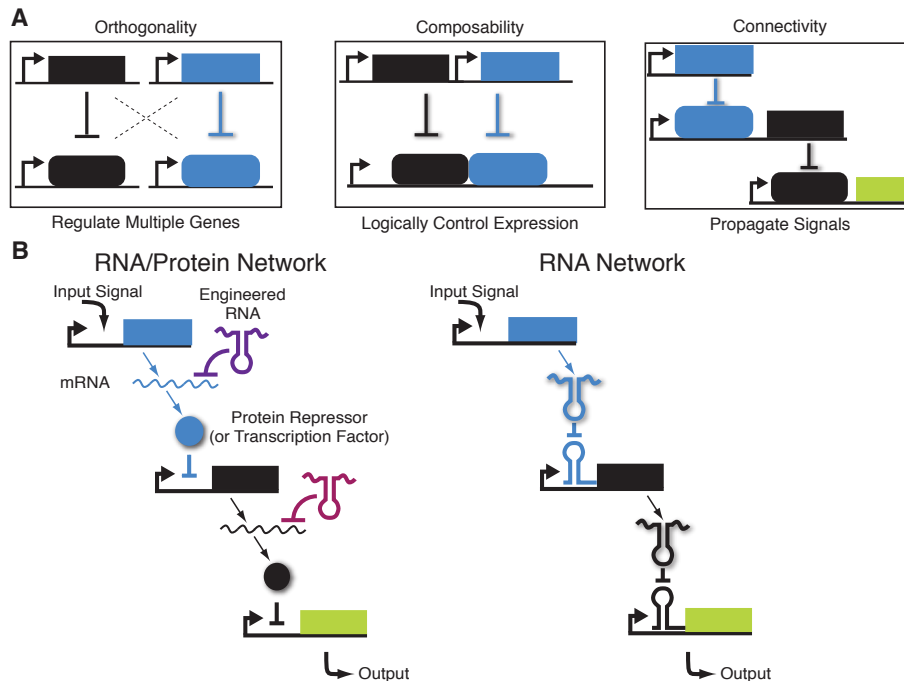 A
Orthogonality
Composability
Connectivity
Regulate Multiple Genes
Logically Control Expression
Propagate Signals
B
RNA/Protein Network
Input Signal
Engineered
RNA
mRNA
Protein Repressor
(or Transcription Factor)
Output
RNA Network
Input Signal
Output